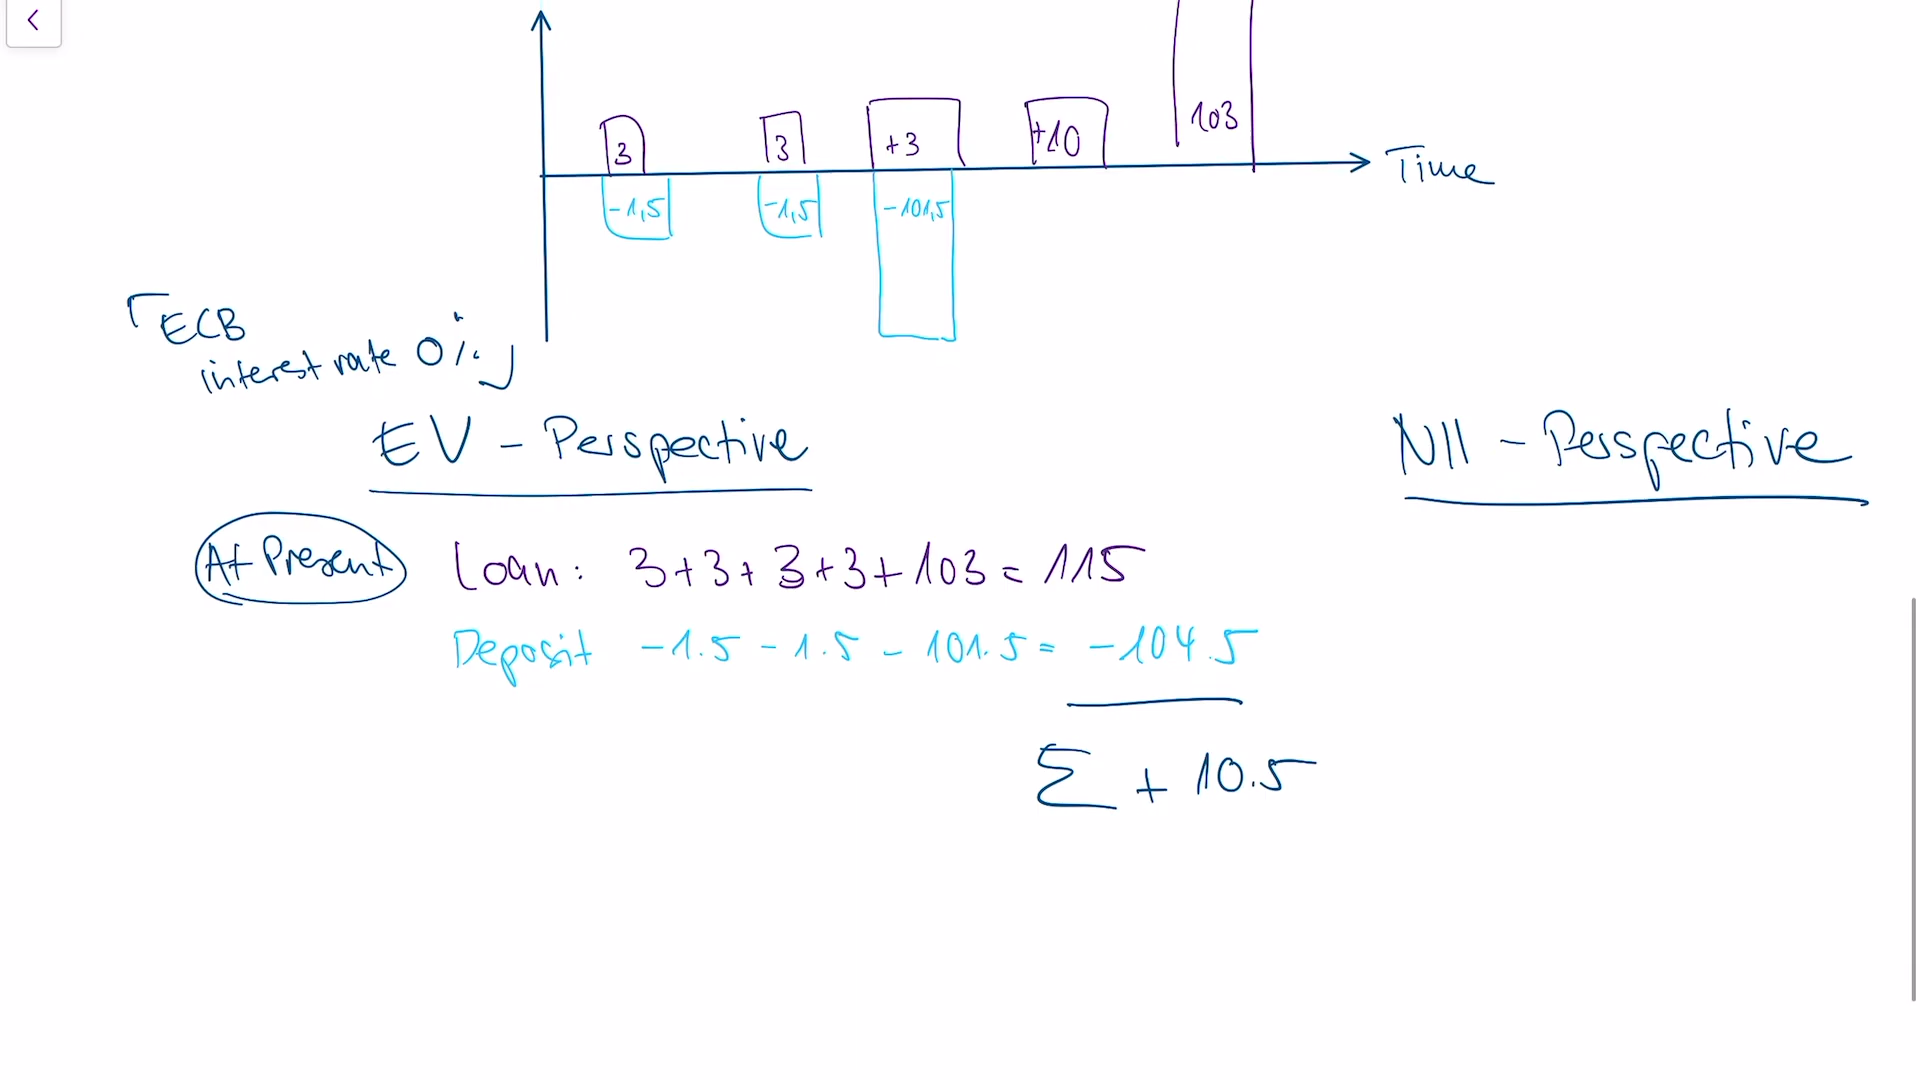 3 3 +3 +10 103
Time
-1,5 -1,5 -101,5
ECB
interest rate 0%
EV - Perspective
NII - Perspective
At Present
Loan: 3+3+3+3+103=115
Deposit -1.5 -1.5 - 101.5 = -104.5
Σ + 10.5